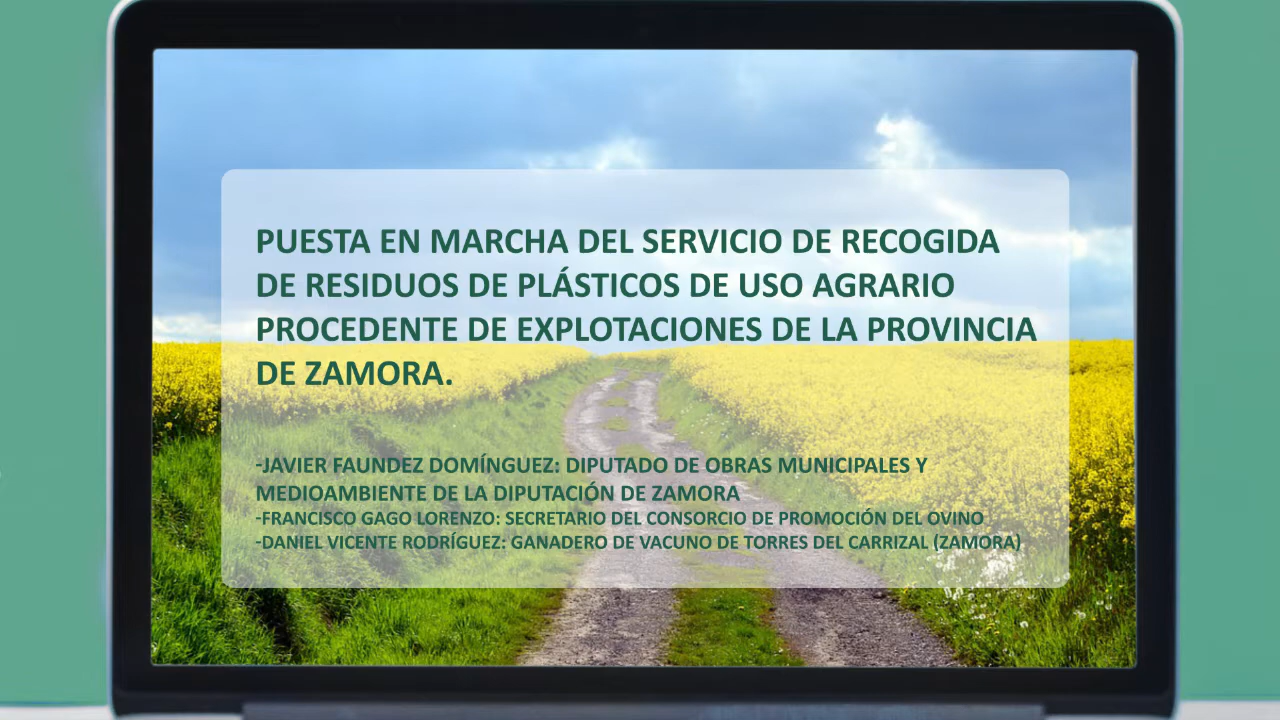 PUESTA EN MARCHA DEL SERVICIO DE RECOGIDA
DE RESIDUOS DE PLÁSTICOS DE USO AGRARIO
PROCEDENTE DE EXPLOTACIONES DE LA PROVINCIA
DE ZAMORA.
-JAVIER FAUNDEZ DOMÍNGUEZ: DIPUTADO DE OBRAS MUNICIPALES Y
MEDIOAMBIENTE DE LA DIPUTACIÓN DE ZAMORA
-FRANCISCO GAGO LORENZO: SECRETARIO DEL CONSORCIO DE PROMOCIÓN DEL OVINO
-DANIEL VICENTE RODRÍGUEZ: GANADERO DE VACUNO DE TORRES DEL CARRIZAL (ZAMORA)